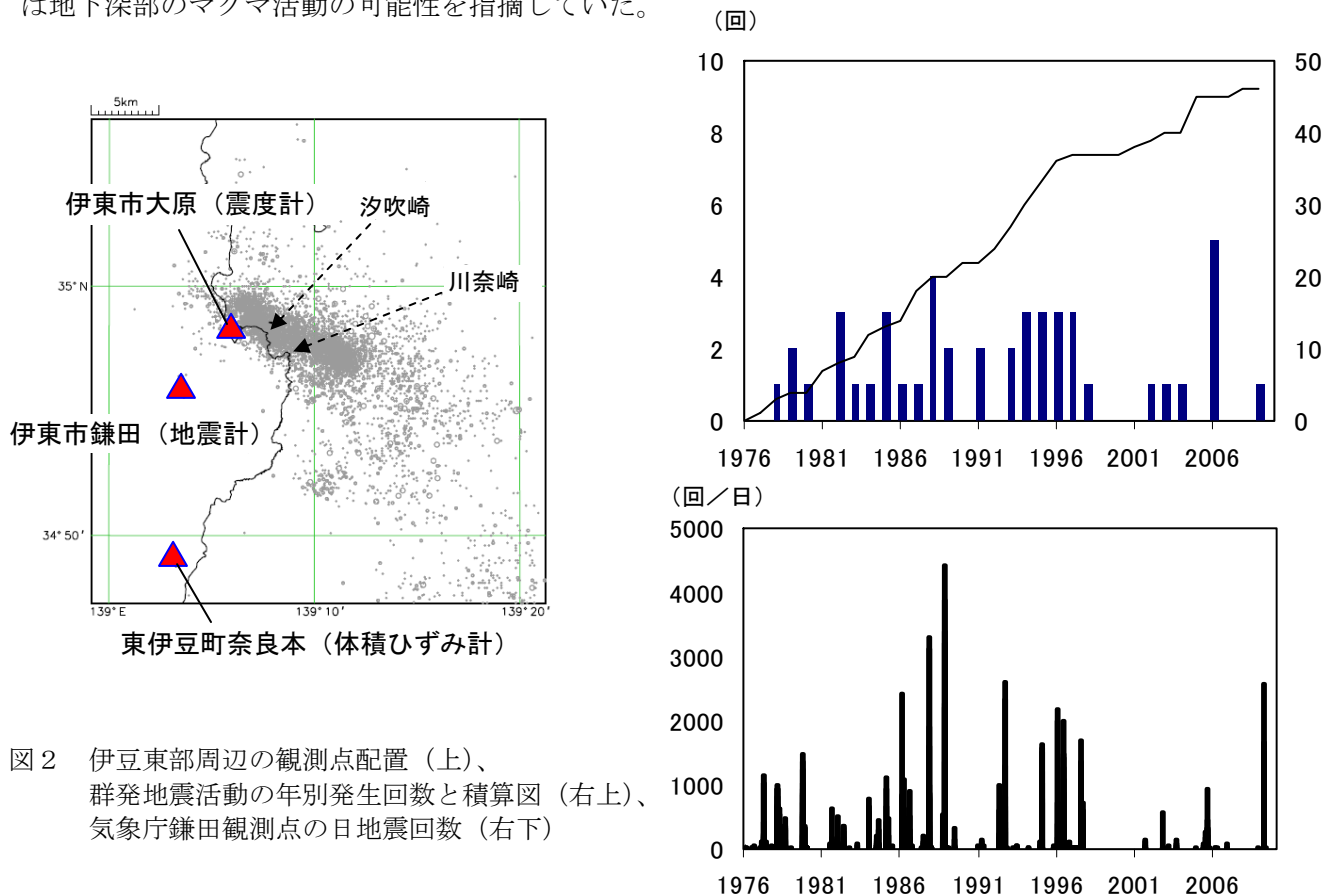 は地下深部のマグマ活動の可能性を指摘していた。
5km
伊東市大原（震度計）
汐吹崎
川奈崎
35°N
伊東市鎌田（地震計）
34°50′
139°E
139°10′
139°20′
東伊豆町奈良本（体積ひずみ計）
図２　伊豆東部周辺の観測点配置（上）、
群発地震活動の年別発生回数と積算図（右上）、
気象庁鎌田観測点の日地震回数（右下）
（回）
10
8
6
4
2
0
50
40
30
20
10
0
1976 1981 1986 1991 1996 2001 2006
（回／日）
5000
4000
3000
2000
1000
0
1976 1981 1986 1991 1996 2001 2006